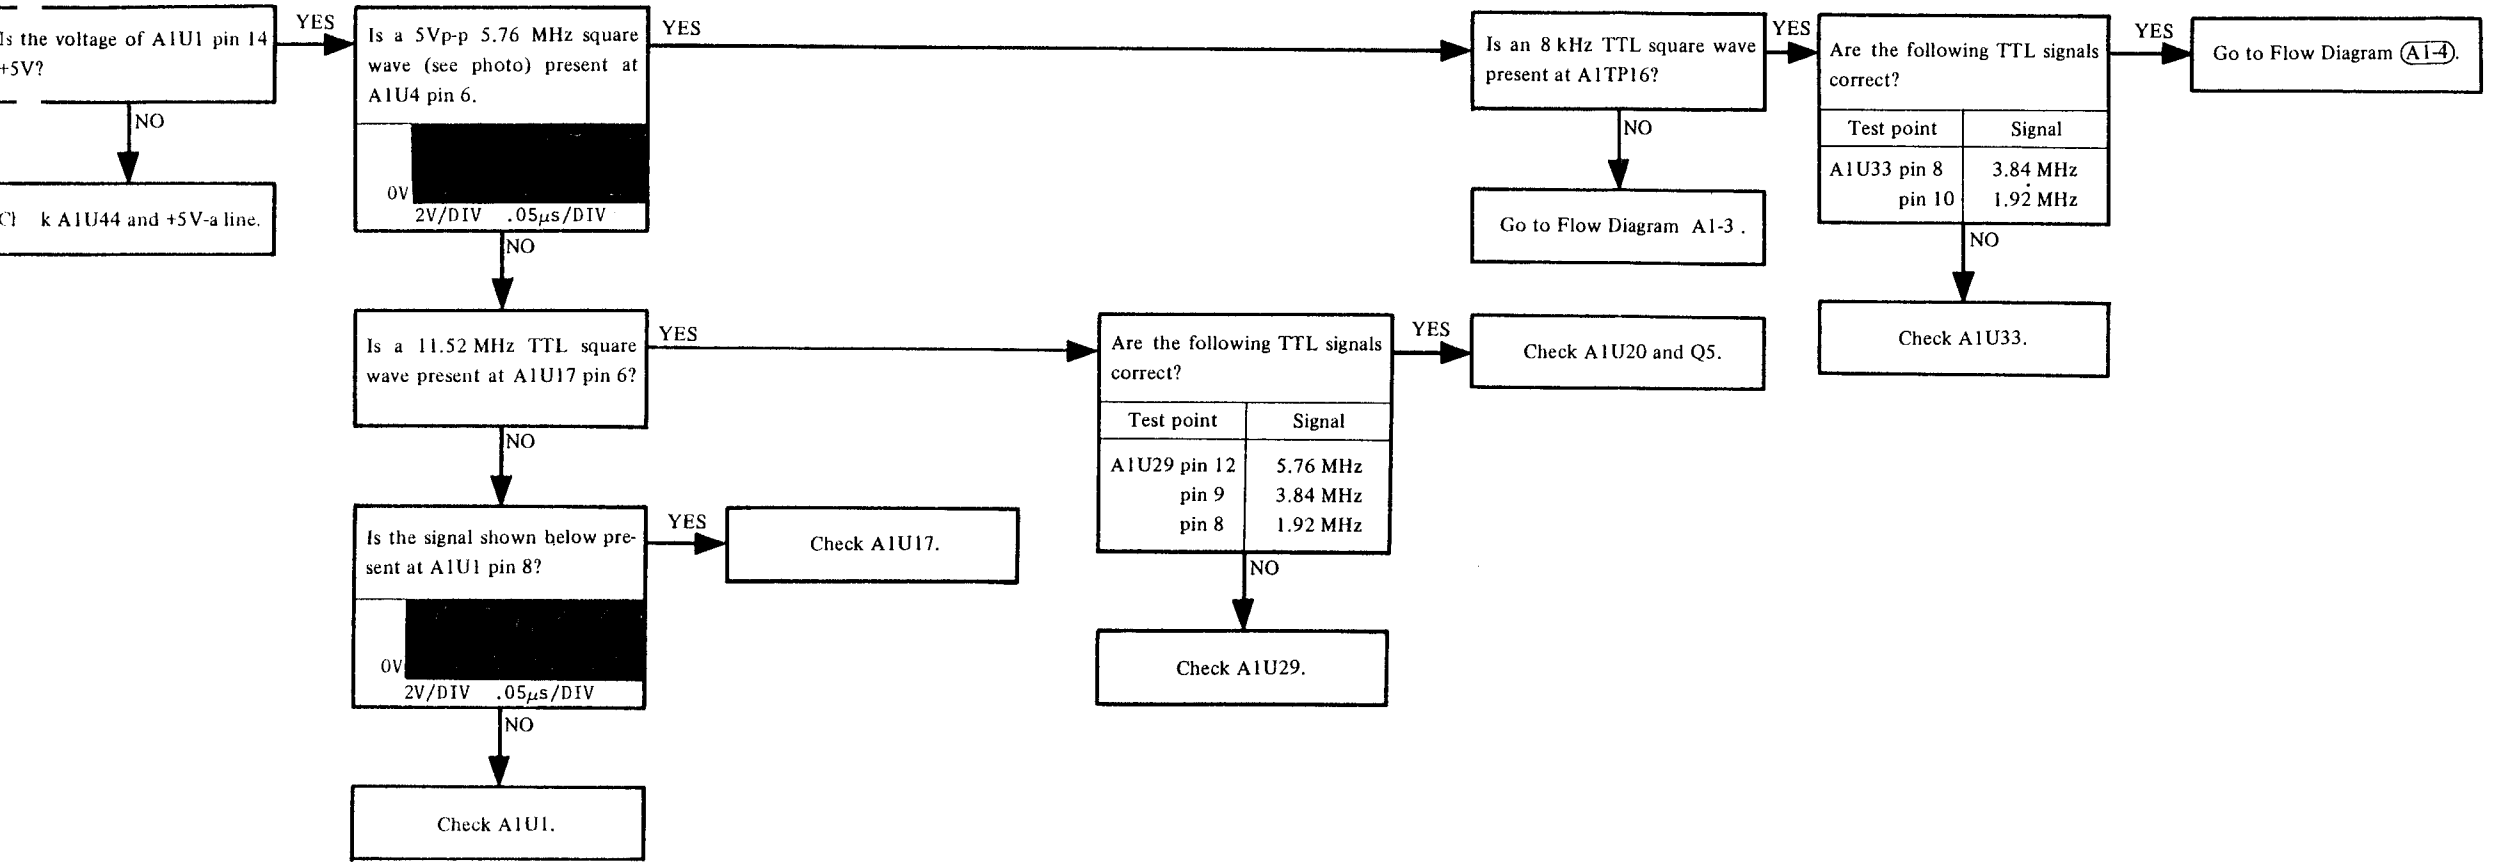 Is the voltage of A1U1 pin 14
+5V?
YES
NO
k A1U44 and +5V-a line.
Is a 5Vp-p 5.76 MHz square
wave (see photo) present at
A1U4 pin 6.
0V
2V/DIV .05μs/DIV
YES
NO
Is a 11.52 MHz TTL square
wave present at A1U17 pin 6?
YES
NO
Is the signal shown below pre-
sent at A1U1 pin 8?
0V
2V/DIV .05μs/DIV
YES
Check A1U17.
NO
Check A1U1.
Are the following TTL signals
correct?
Test point Signal
A1U29 pin 12 5.76 MHz
pin 9 3.84 MHz
pin 8 1.92 MHz
YES
Check A1U20 and Q5.
NO
Check A1U29.
Is an 8 kHz TTL square wave
present at A1TP16?
YES
NO
Go to Flow Diagram A1-3 .
Are the following TTL signals
correct?
Test point Signal
A1U33 pin 8 3.84 MHz
pin 10 1.92 MHz
YES
Go to Flow Diagram A1-4.
NO
Check A1U33.